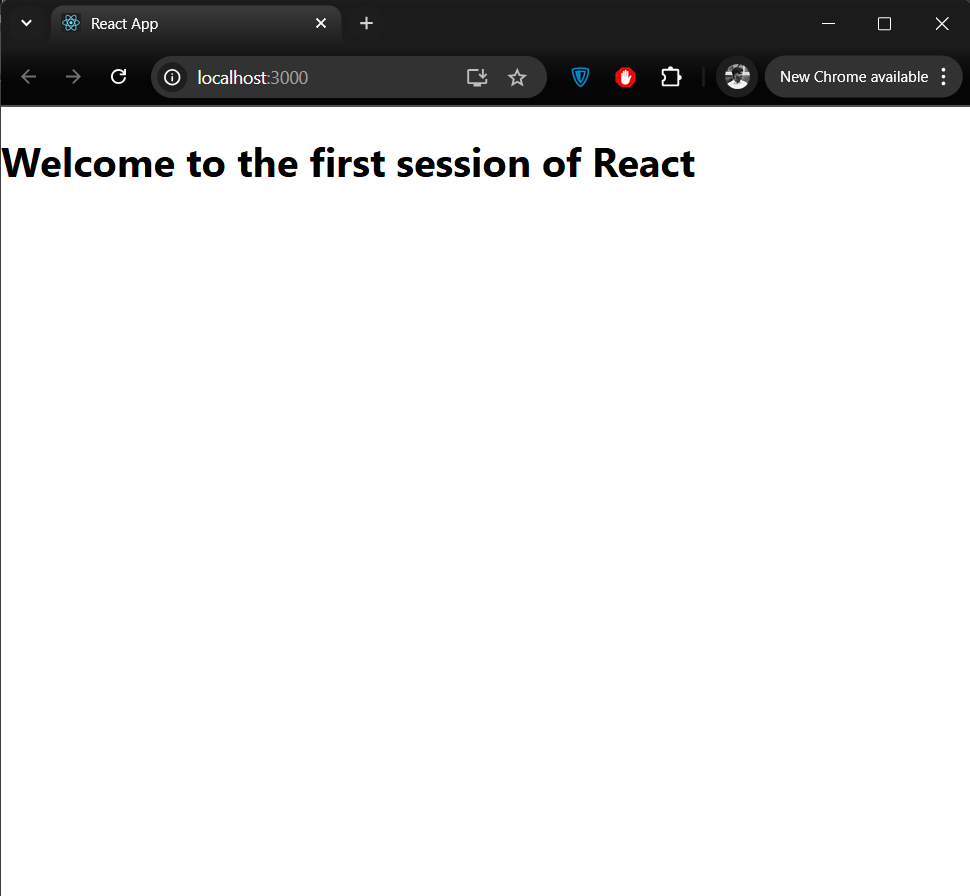 React App
localhost:3000
New Chrome available
Welcome to the first session of React